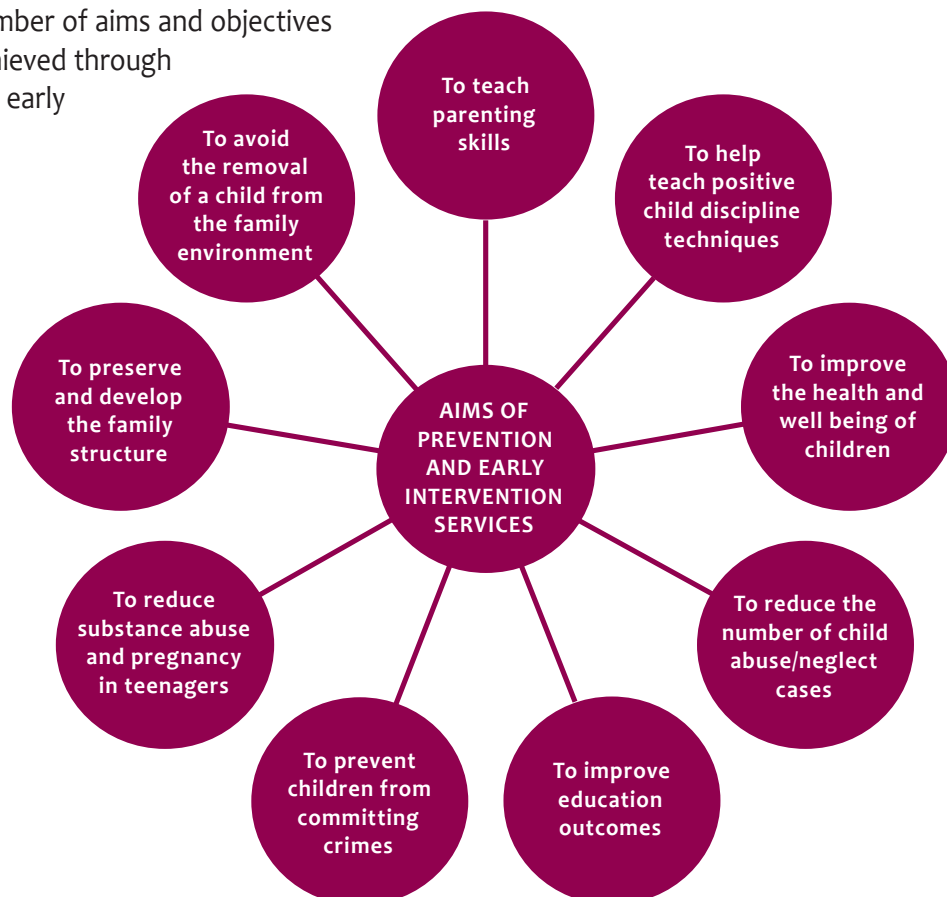 mber of aims and objectives
hieved through
early
To teach
parenting
skills
To help
teach positive
child discipline
techniques
To improve
the health and
well being of
children
To reduce the
number of child
abuse/neglect
cases
To improve
education
outcomes
To prevent
children from
committing
crimes
To reduce
substance abuse
and pregnancy
in teenagers
To preserve
and develop
the family
structure
To avoid
the removal
of a child from
the family
environment
AIMS OF
PREVENTION
AND EARLY
INTERVENTION
SERVICES